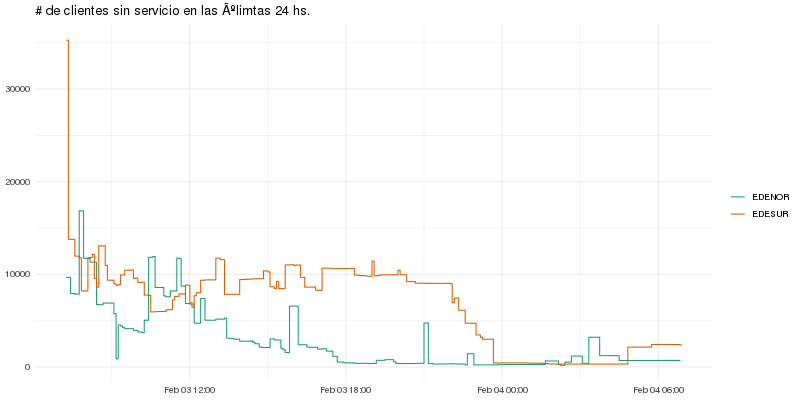 # de clientes sin servicio en las Ãºlimtas 24 hs.
30000
20000
10000
0
Feb 03 12:00
Feb 03 18:00
Feb 04 00:00
Feb 04 06:00
EDENOR
EDESUR